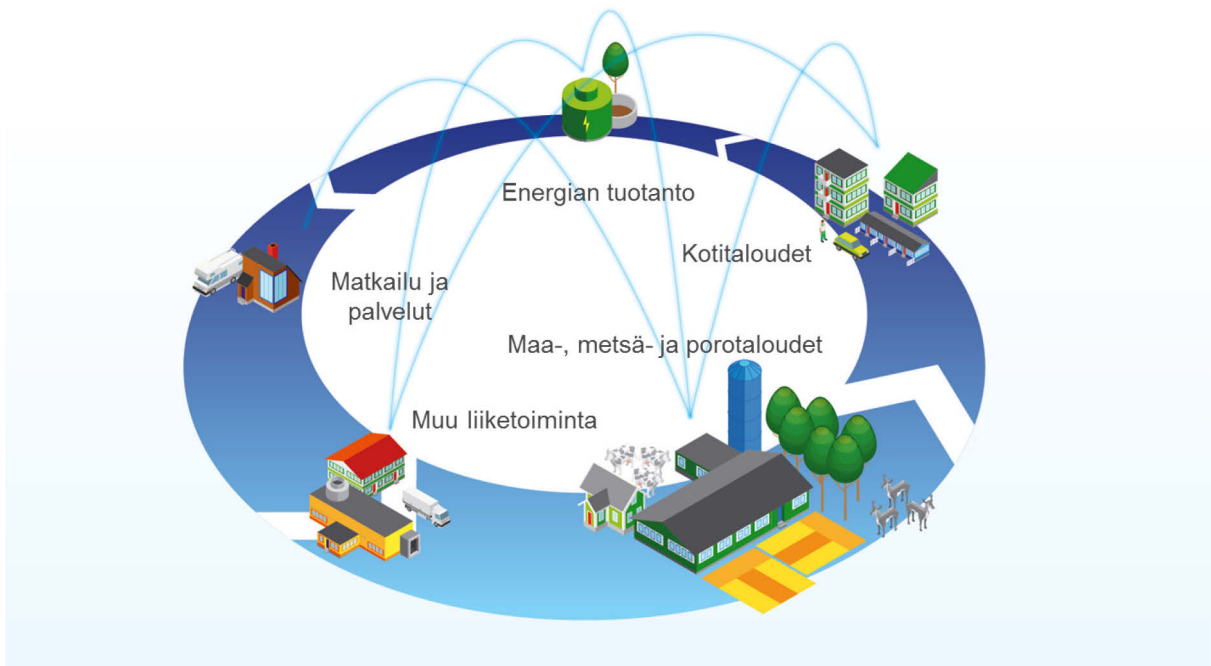 Energian tuotanto
Kotitaloudet
Matkailu ja
palvelut
Maa-, metsä- ja porotaloudet
Muu liiketoiminta